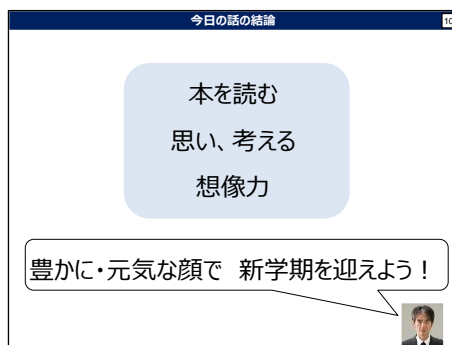 今日の話の結論
10
本を読む
思い、考える
想像力
豊かに・元気な顔で 新学期を迎えよう！